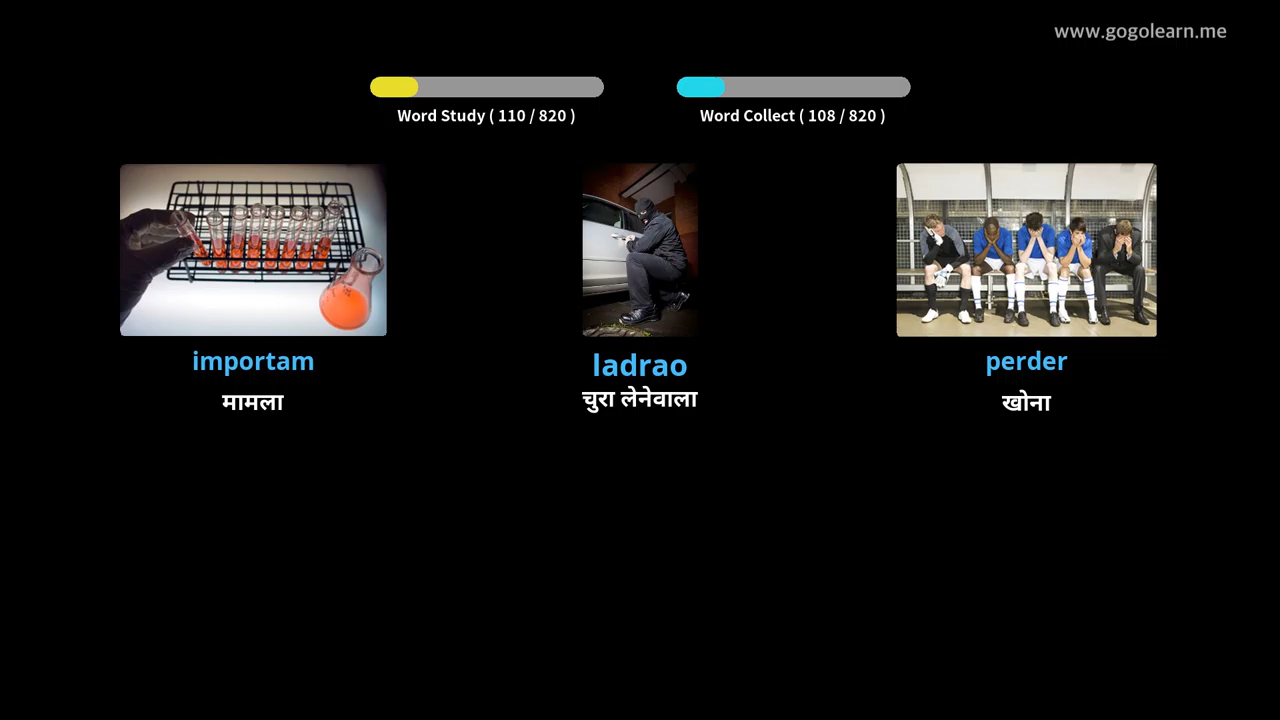 www.gogolearn.me
Word Study ( 110 / 820 )
Word Collect ( 108 / 820 )
importam
ladrao
perder
मामला
चुरा लेनेवाला
खोना